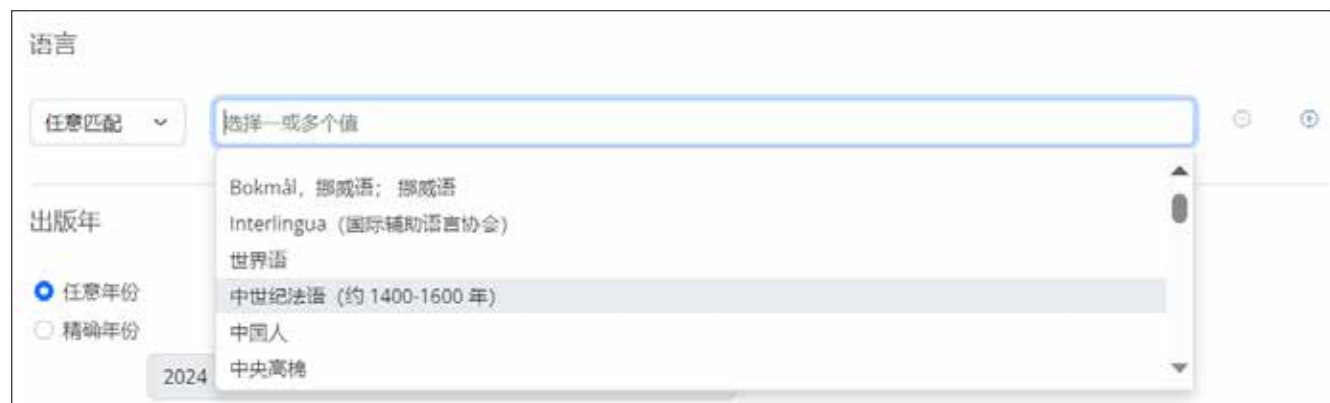 语言
任意匹配
选择一或多个值
Bokmål，挪威语； 挪威语
Interlingua（国际辅助语言协会）
出版年
世界语
任意年份
中世纪法语（约 1400-1600 年）
精确年份
中国人
2024
中央高棉